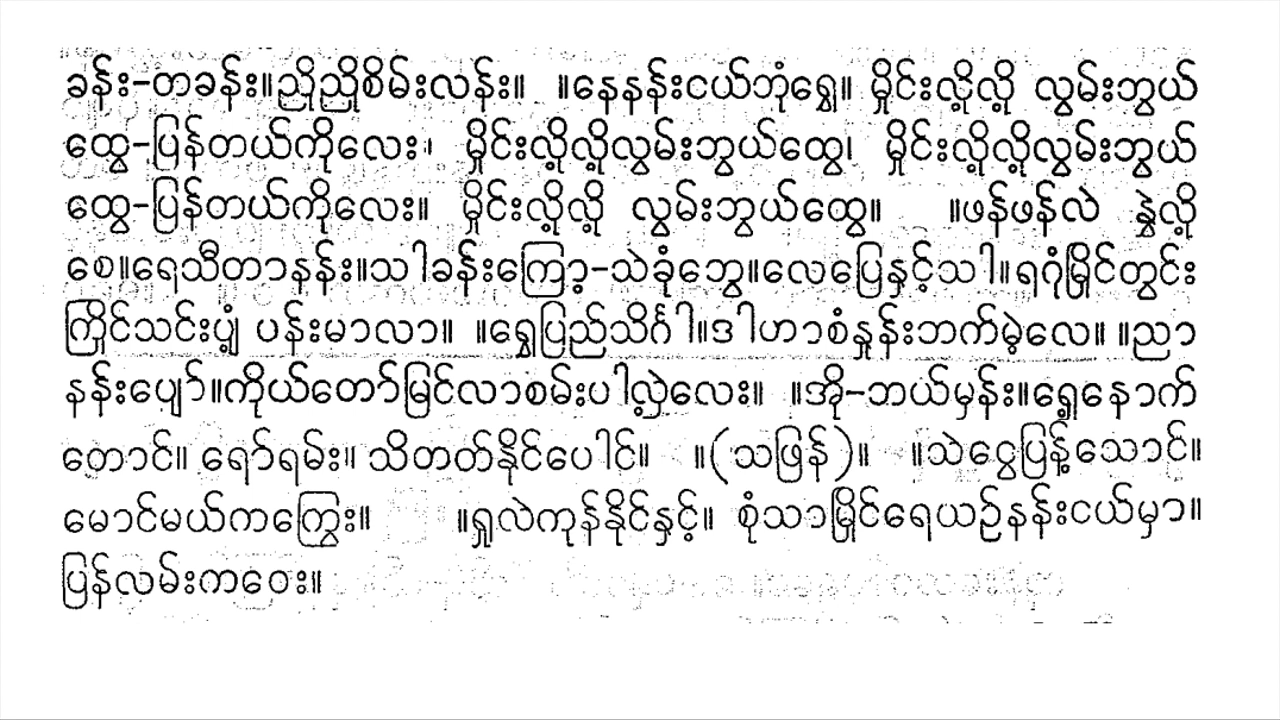 ခန်း–တခန်း။ညိုညိုစိမ်းလန်း။ ။နေနန်းငယ်ဘုံရွှေ။ မှိုင်းလို့လို့ လွှမ်းဘွယ်
ထွေ–ပြန်တယ်ကိုလေး၊ မှိုင်းလို့လို့လွှမ်းဘွယ်ထွေ၊ မှိုင်းလို့လို့လွှမ်းဘွယ်
ထွေ–ပြန်တယ်ကိုလေး။ မှိုင်းလို့လို့ လွှမ်းဘွယ်ထွေ။ ။ဖန်ဖန်လဲ နွှဲလို့
စေ။ရေသီတာနန်း။သါခန်းကြော့–သဲခုံဘွေ။လေပြေနှင့်သါ။ရဂုံမြှိုင်တွင်း
ကြိုင်သင်းပျံ့ ပန်းမာလာ။ ။ရွှေပြည်သိင်္ဂါ။ဒါဟာစံနှုန်းဘက်မဲ့လေ။ ။ညာ
နန်းပျော်။ကိုယ်တော်မြင်လာစမ်းပါလှဲ့လေး။ ။အို–ဘယ်မှန်း။ရှေ့နောက်
တောင်။ ရော်ရမ်း။ သိတတ်နိုင်ပေါင်။ ။(သဖြန်)။ ။သဲငွေပြန့်သောင်။
မောင်မယ်ကကြွေး။ ။ရှုလဲကုန်နိုင်နှင့်။ စုံသာမြှိုင်ရေယဉ်နန်းငယ်မှာ။
ပြန်လမ်းကဝေး။